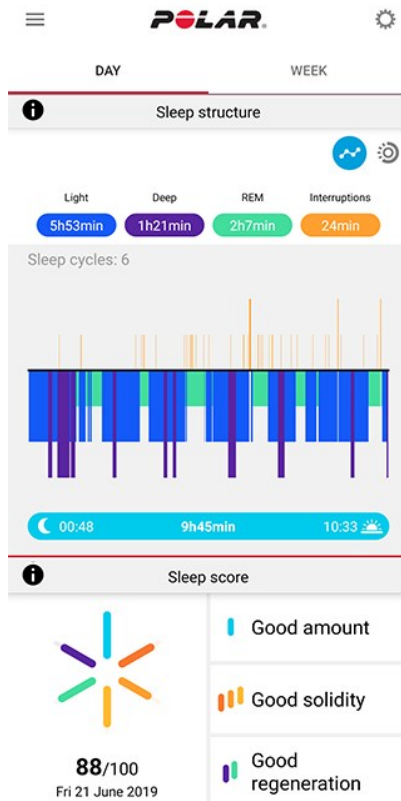 POLAR.
DAY WEEK
Sleep structure
Light Deep REM Interruptions
5h53min 1h21min 2h7min 24min
Sleep cycles: 6
00:48 9h45min 10:33
Sleep score
Good amount
Good solidity
Good
regeneration
88/100
Fri 21 June 2019